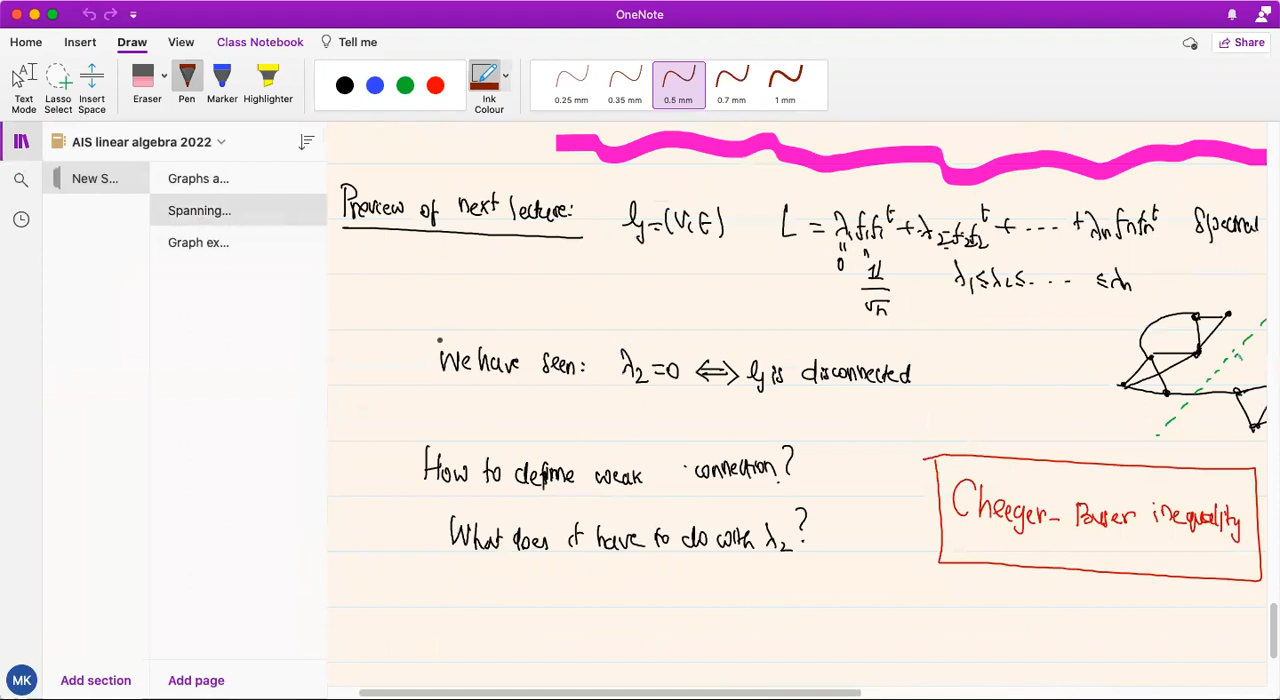 OneNote
Home Insert Draw View Class Notebook Tell me
Share
Text Mode
Lasso Select
Insert Space
Eraser
Pen
Marker
Highlighter
Ink Colour
0.25 mm
0.35 mm
0.5 mm
0.7 mm
1 mm
AIS linear algebra 2022
New S...
Graphs a...
Spanning...
Graph ex...
Preview of next lecture: G=(V,E) L = λ₁f₁f₁ᵗ + λ₂f₂f₂ᵗ + ... + λnfnfnᵗ Spectral
0 1/√n λ₁ ≤ λ₂ ≤ ... ≤ λn
We have seen: λ₂=0 ⟺ G is disconnected
How to define weak connection?
What does it have to do with λ₂?
Cheeger- Buser inequality
MK
Add section
Add page